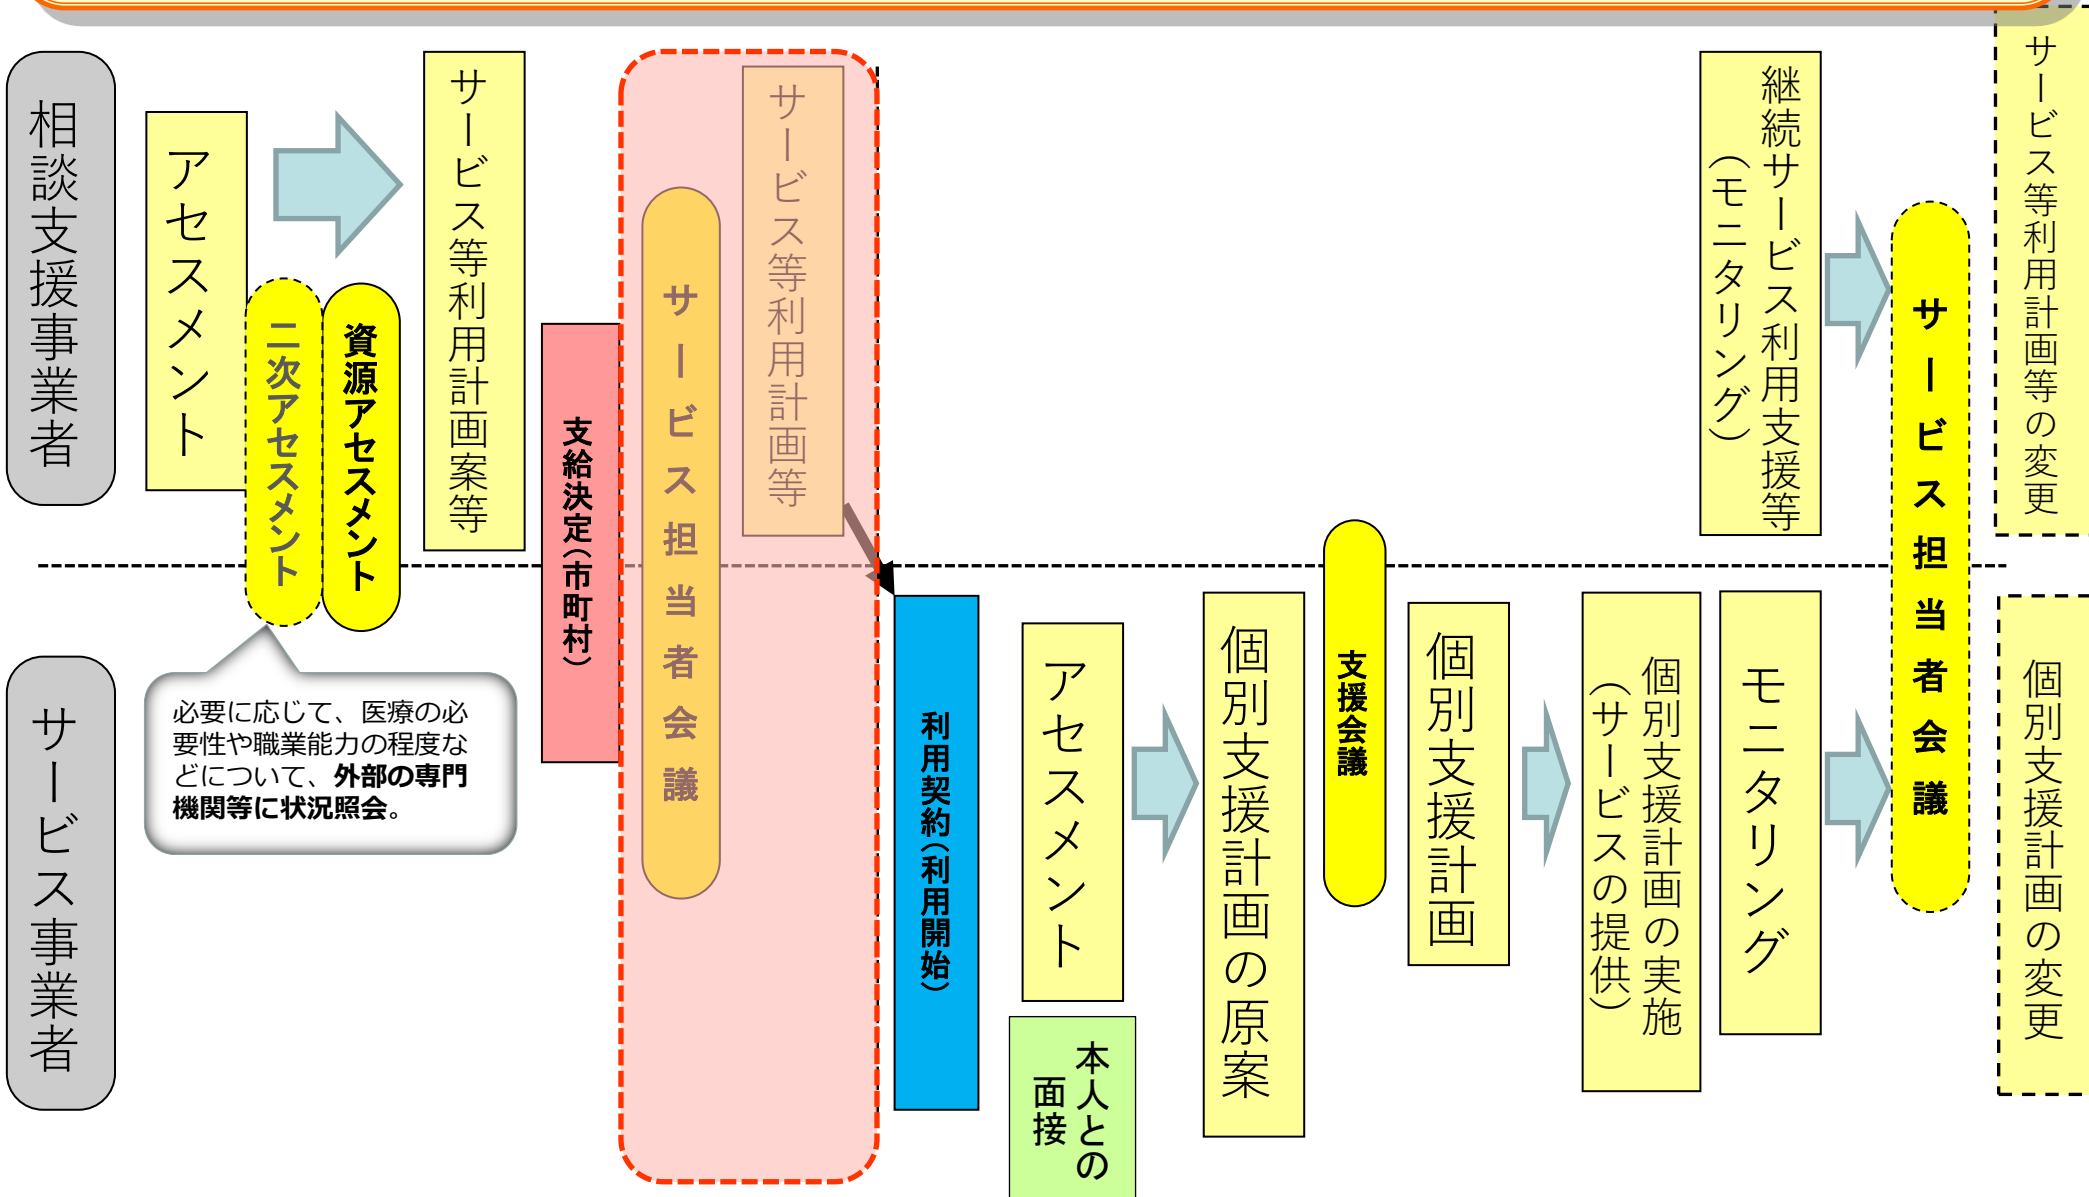 相談支援事業者
アセスメント
二次アセスメント
資源アセスメント
サービス等利用計画案等
支給決定（市町村）
サービス担当者会議
サービス等利用計画等
継続サービス利用支援等
（モニタリング）
サービス担当者会議
サービス等利用計画等の変更
サービス事業者
必要に応じて、医療の必
要性や職業能力の程度な
どについて、外部の専門
機関等に状況照会。
利用契約（利用開始）
アセスメント
本人との
面接
個別支援計画の原案
支援会議
個別支援計画
個別支援計画の実施
（サービスの提供）
モニタリング
個別支援計画の変更